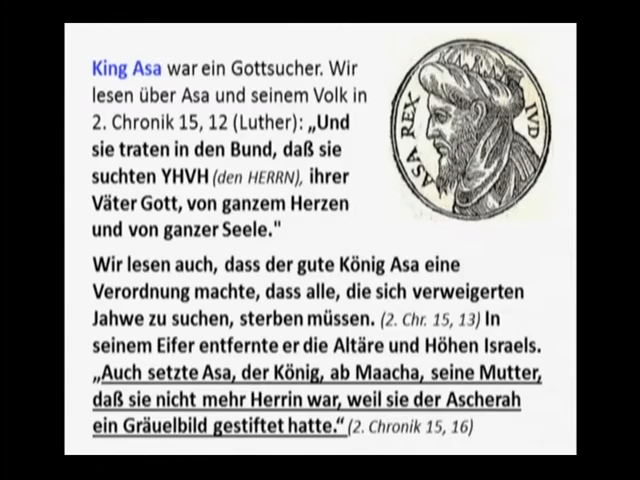 King Asa war ein Gottsucher. Wir
lesen über Asa und seinem Volk in
2. Chronik 15, 12 (Luther): „Und
sie traten in den Bund, daß sie
suchten YHVH (den HERRN), ihrer
Väter Gott, von ganzem Herzen
und von ganzer Seele."
ASA REX IVD
Wir lesen auch, dass der gute König Asa eine
Verordnung machte, dass alle, die sich verweigerten
Jahwe zu suchen, sterben müssen. (2. Chr. 15, 13) In
seinem Eifer entfernte er die Altäre und Höhen Israels.
„Auch setzte Asa, der König, ab Maacha, seine Mutter,
daß sie nicht mehr Herrin war, weil sie der Ascherah
ein Gräuelbild gestiftet hatte.“ (2. Chronik 15, 16)